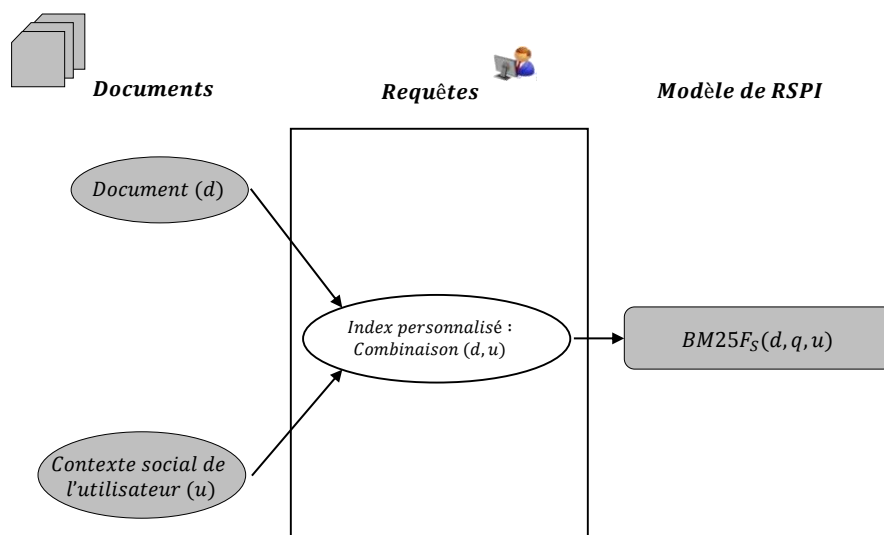 Documents
Requêtes
Modèle de RSPI
Document (d)
Index personnalisé :
Combinaison (d, u)
BM25F_S(d, q, u)
Contexte social de
l'utilisateur (u)